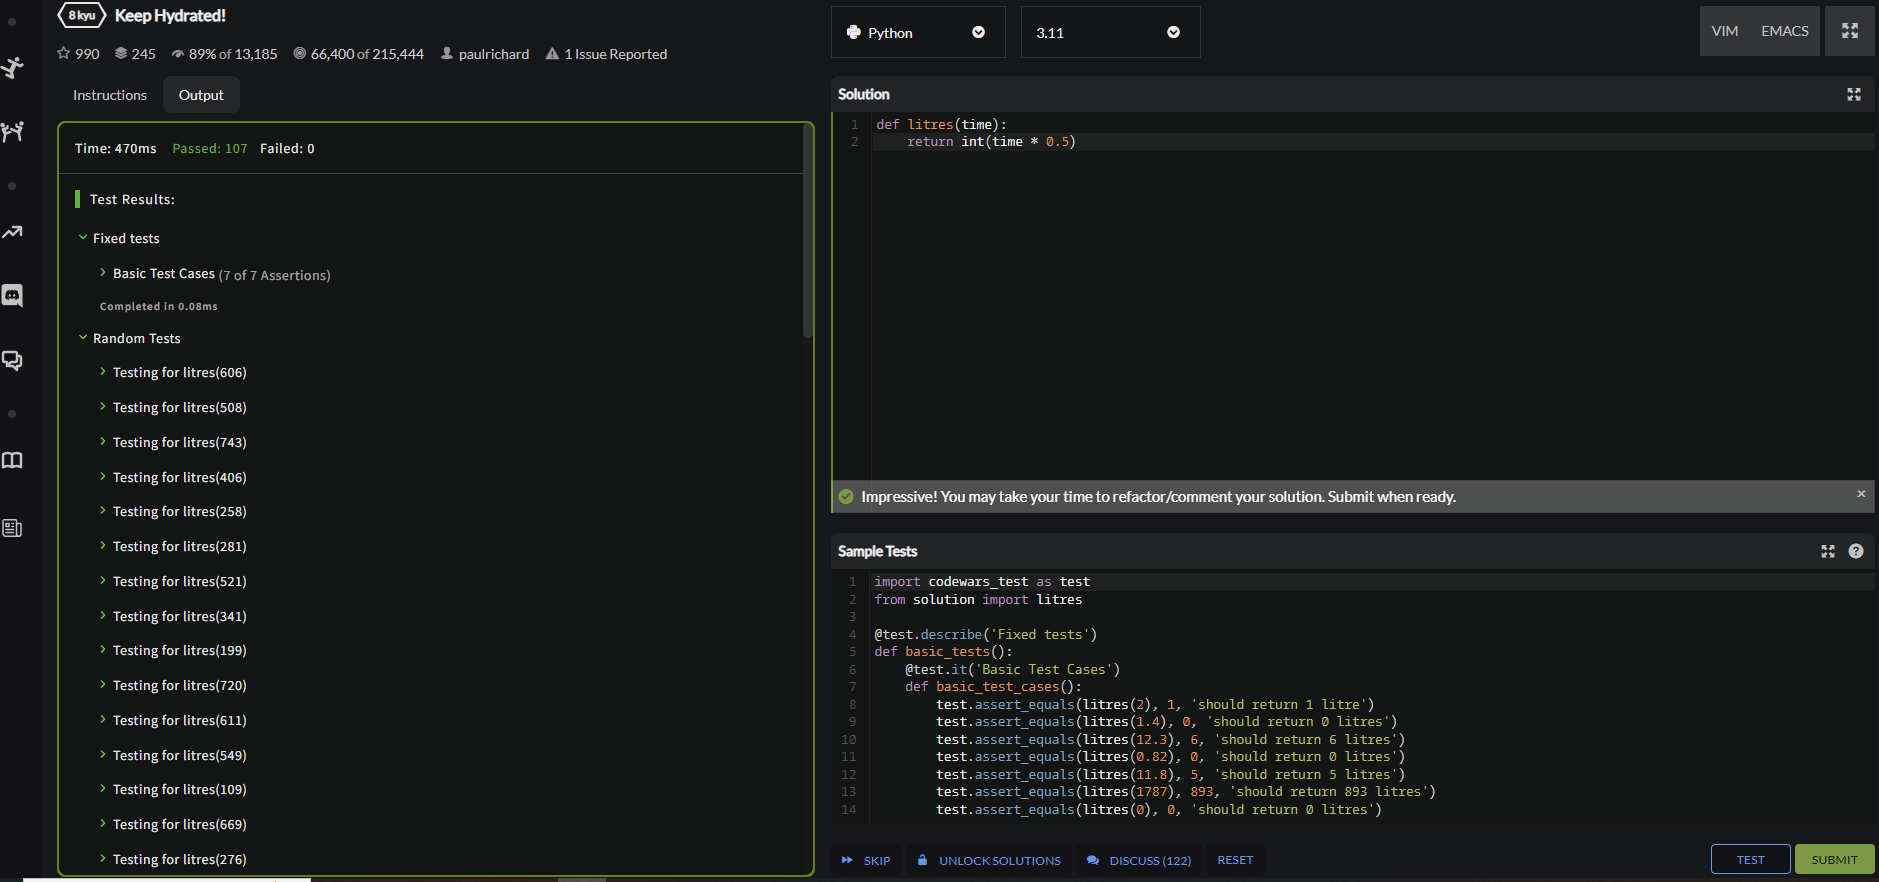 8 kyu Keep Hydrated!
990 245 89% of 13,185 66,400 of 215,444 paulrichard 1 Issue Reported
Instructions Output
Time: 470ms Passed: 107 Failed: 0
Test Results:
Fixed tests
Basic Test Cases (7 of 7 Assertions)
Completed in 0.08ms
Random Tests
Testing for litres(606)
Testing for litres(508)
Testing for litres(743)
Testing for litres(406)
Testing for litres(258)
Testing for litres(281)
Testing for litres(521)
Testing for litres(341)
Testing for litres(199)
Testing for litres(720)
Testing for litres(611)
Testing for litres(549)
Testing for litres(109)
Testing for litres(669)
Testing for litres(276)
Python 3.11 VIM EMACS
Solution
1 def litres(time):
2     return int(time * 0.5)
Impressive! You may take your time to refactor/comment your solution. Submit when ready. ×
Sample Tests ?
1 import codewars_test as test
2 from solution import litres
3
4 @test.describe('Fixed tests')
5 def basic_tests():
6     @test.it('Basic Test Cases')
7     def basic_test_cases():
8         test.assert_equals(litres(2), 1, 'should return 1 litre')
9         test.assert_equals(litres(1.4), 0, 'should return 0 litres')
10         test.assert_equals(litres(12.3), 6, 'should return 6 litres')
11         test.assert_equals(litres(0.82), 0, 'should return 0 litres')
12         test.assert_equals(litres(11.8), 5, 'should return 5 litres')
13         test.assert_equals(litres(1787), 893, 'should return 893 litres')
14         test.assert_equals(litres(0), 0, 'should return 0 litres')
SKIP UNLOCK SOLUTIONS DISCUSS (122) RESET TEST SUBMIT